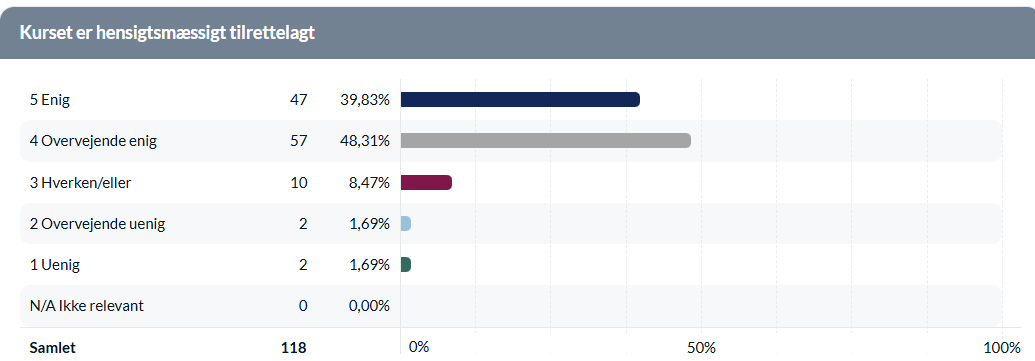 Kurset er hensigtsmæssigt tilrettelagt
5 Enig 47 39,83%
4 Overvejende enig 57 48,31%
3 Hverken/eller 10 8,47%
2 Overvejende uenig 2 1,69%
1 Uenig 2 1,69%
N/A Ikke relevant 0 0,00%
Samlet 118 0% 50% 100%